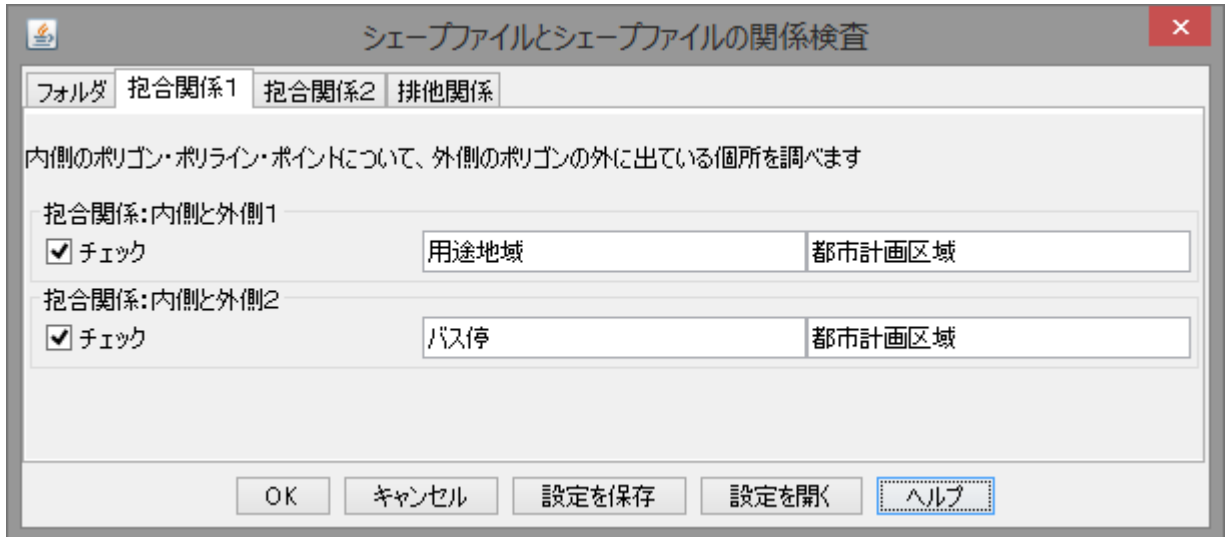 シェープファイルとシェープファイルの関係検査
フォルダ 抱合関係1 抱合関係2 排他関係
内側のポリゴン・ポリライン・ポイントについて、外側のポリゴンの外に出ている個所を調べます
抱合関係:内側と外側1
チェック 用途地域 都市計画区域
抱合関係:内側と外側2
チェック バス停 都市計画区域
OK キャンセル 設定を保存 設定を開く ヘルプ